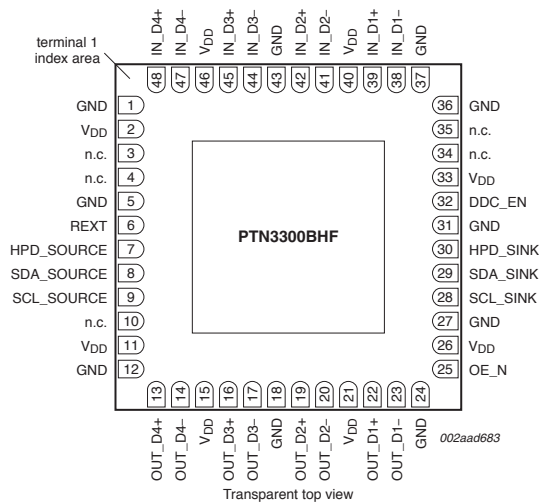 IN_D4+
IN_D4−
VDD
IN_D3+
IN_D3−
GND
IN_D2+
IN_D2−
VDD
IN_D1+
IN_D1−
GND
terminal 1
index area
48
47
46
45
44
43
42
41
40
39
38
37
GND 1
VDD 2
n.c. 3
n.c. 4
GND 5
REXT 6
HPD_SOURCE 7
SDA_SOURCE 8
SCL_SOURCE 9
n.c. 10
VDD 11
GND 12
PTN3300BHF
36 GND
35 n.c.
34 n.c.
33 VDD
32 DDC_EN
31 GND
30 HPD_SINK
29 SDA_SINK
28 SCL_SINK
27 GND
26 VDD
25 OE_N
13
14
15
16
17
18
19
20
21
22
23
24
OUT_D4+
OUT_D4−
VDD
OUT_D3+
OUT_D3−
GND
OUT_D2+
OUT_D2−
VDD
OUT_D1+
OUT_D1−
GND
002aad683
Transparent top view